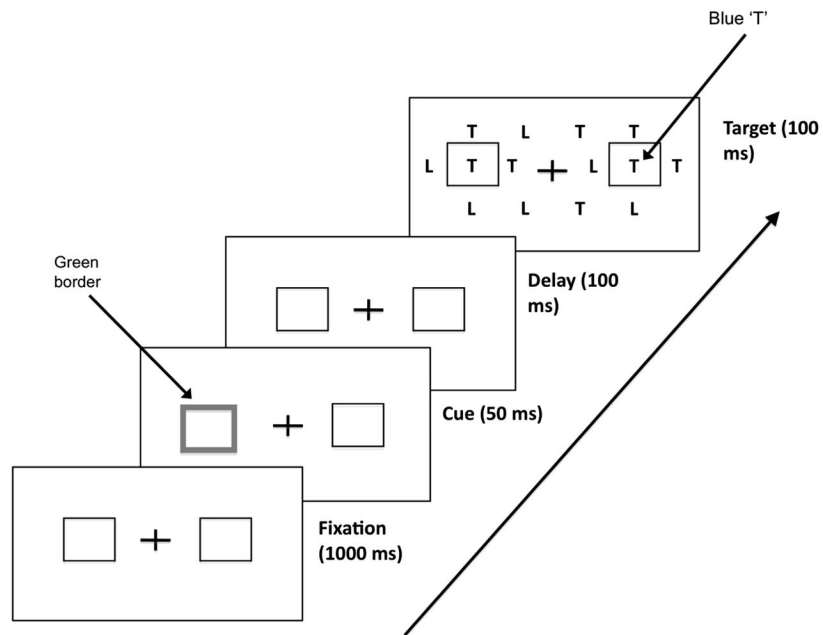 Blue ‘T’
T L T T
L T T L T T
L L T L
Target (100
ms)
Delay (100
ms)
Green
border
Cue (50 ms)
Fixation
(1000 ms)